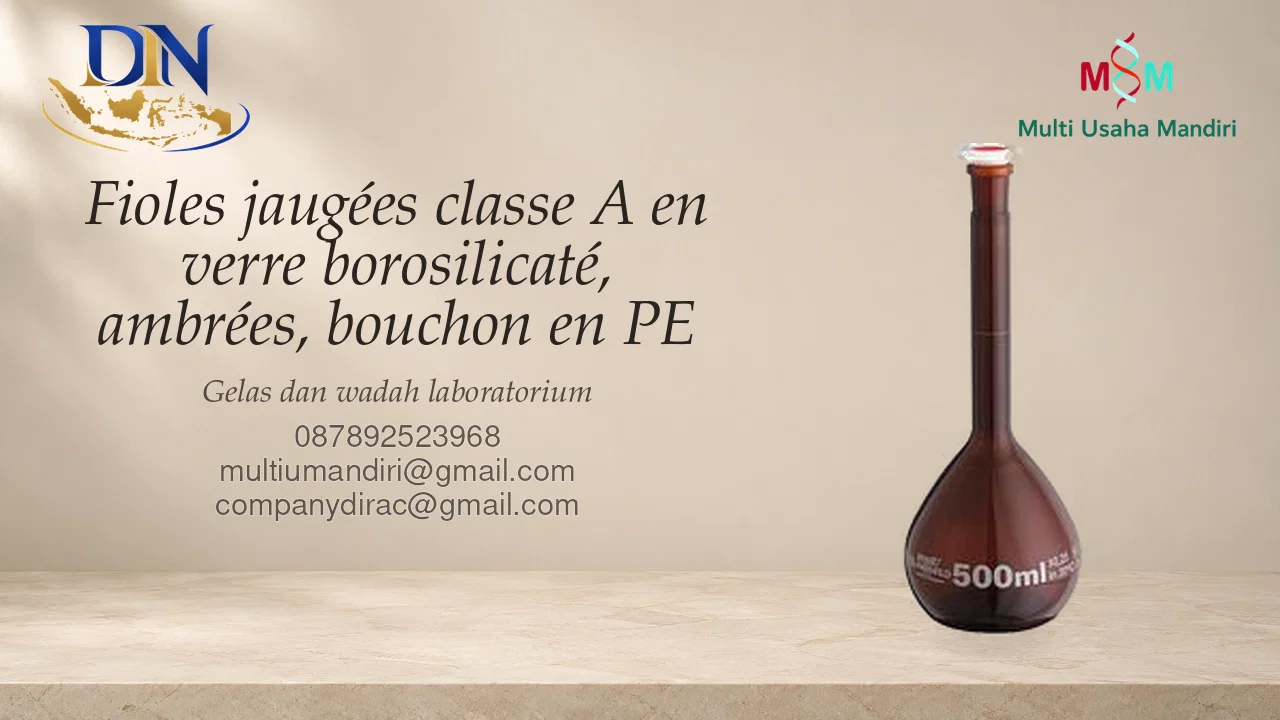 DIN
M M
Multi Usaha Mandiri
Fioles jaugées classe A en
verre borosilicaté,
ambrées, bouchon en PE
Gelas dan wadah laboratorium
087892523968
multiumandiri@gmail.com
companydirac@gmail.com
500ml